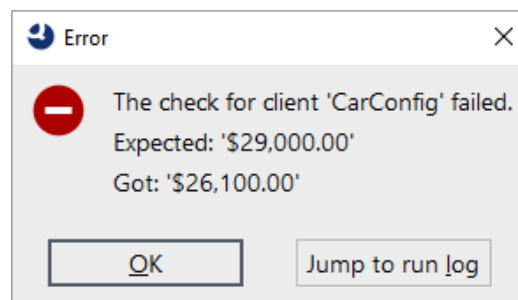 Error
The check for client 'CarConfig' failed.
Expected: '$29,000.00'
Got: '$26,100.00'
OK
Jump to run log